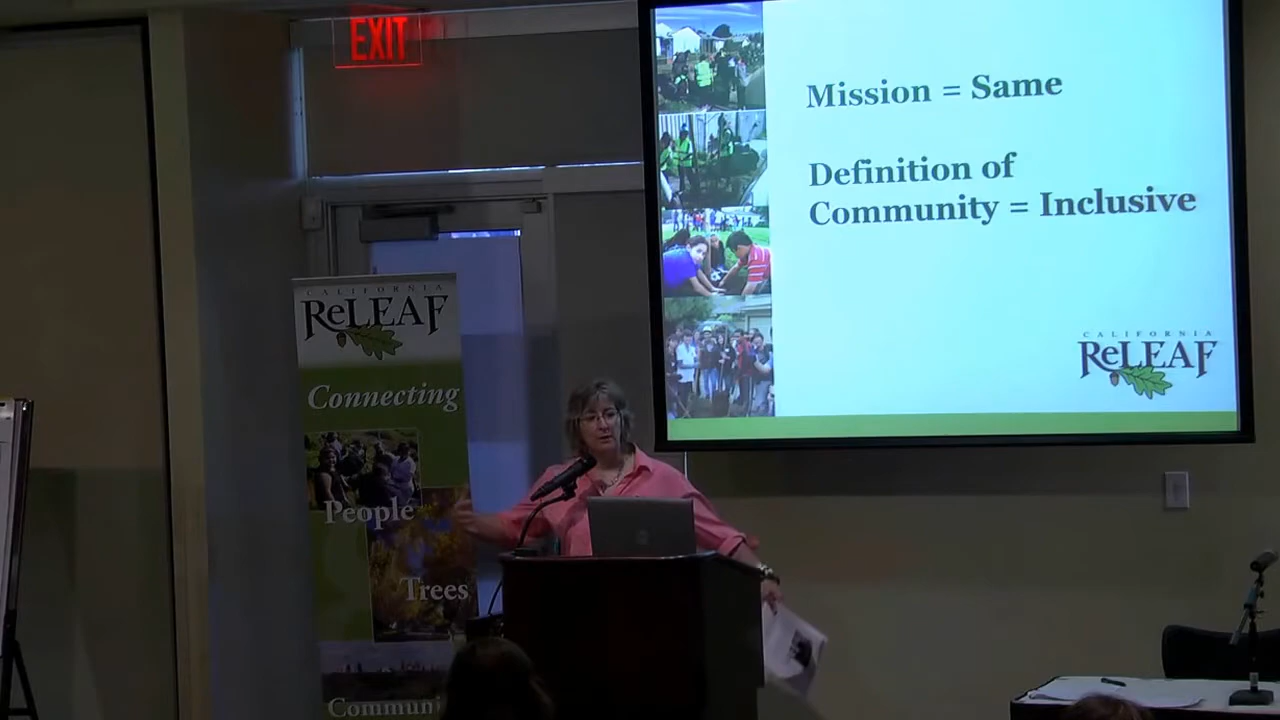 EXIT
Mission = Same
Definition of
Community = Inclusive
CALIFORNIA
ReLEAF
CALIFORNIA
ReLEAF
Connecting
People
Trees
Communi